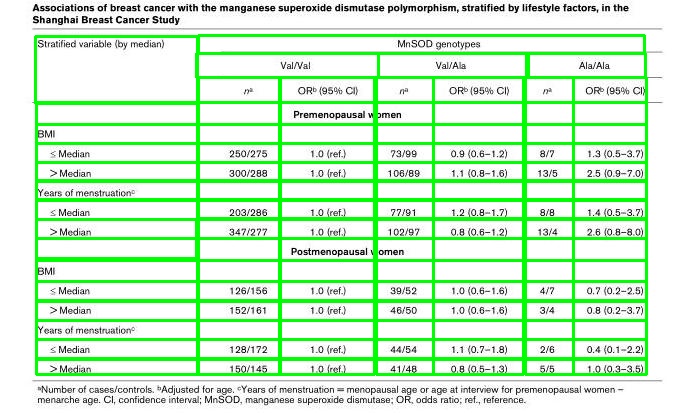 Associations of breast cancer with the manganese superoxide dismutase polymorphism, stratified by lifestyle factors, in the
Shanghai Breast Cancer Study
Stratified variable (by median) MnSOD genotypes
Val/Val Val/Ala Ala/Ala
nᵃ ORᵇ (95% CI) nᵃ ORᵇ (95% CI) nᵃ ORᵇ (95% CI)
Premenopausal women
BMI
≤ Median 250/275 1.0 (ref.) 73/99 0.9 (0.6–1.2) 8/7 1.3 (0.5–3.7)
> Median 300/288 1.0 (ref.) 106/89 1.1 (0.8–1.6) 13/5 2.5 (0.9–7.0)
Years of menstruationᶜ
≤ Median 203/286 1.0 (ref.) 77/91 1.2 (0.8–1.7) 8/8 1.4 (0.5–3.7)
> Median 347/277 1.0 (ref.) 102/97 0.8 (0.6–1.2) 13/4 2.6 (0.8–8.0)
Postmenopausal women
BMI
≤ Median 126/156 1.0 (ref.) 39/52 1.0 (0.6–1.6) 4/7 0.7 (0.2–2.5)
> Median 152/161 1.0 (ref.) 46/50 1.0 (0.6–1.6) 3/4 0.8 (0.2–3.7)
Years of menstruationᶜ
≤ Median 128/172 1.0 (ref.) 44/54 1.1 (0.7–1.8) 2/6 0.4 (0.1–2.2)
> Median 150/145 1.0 (ref.) 41/48 0.8 (0.5–1.3) 5/5 1.0 (0.3–3.5)
ᵃNumber of cases/controls. ᵇAdjusted for age. ᶜYears of menstruation = menopausal age or age at interview for premenopausal women –
menarche age. CI, confidence interval; MnSOD, manganese superoxide dismutase; OR, odds ratio; ref., reference.